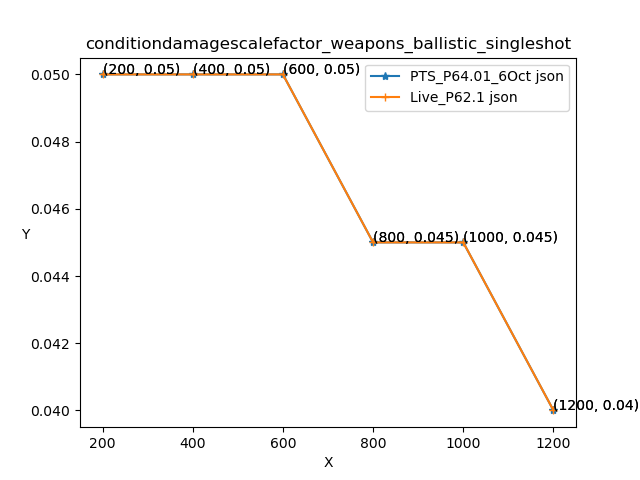 conditiondamagescalefactor_weapons_ballistic_singleshot
PTS_P64.01_6Oct json
Live_P62.1 json
(200, 0.05) (400, 0.05) (600, 0.05)
(800, 0.045) (1000, 0.045)
(1200, 0.04)
Y
0.050
0.048
0.046
0.044
0.042
0.040
200 400 600 800 1000 1200
X